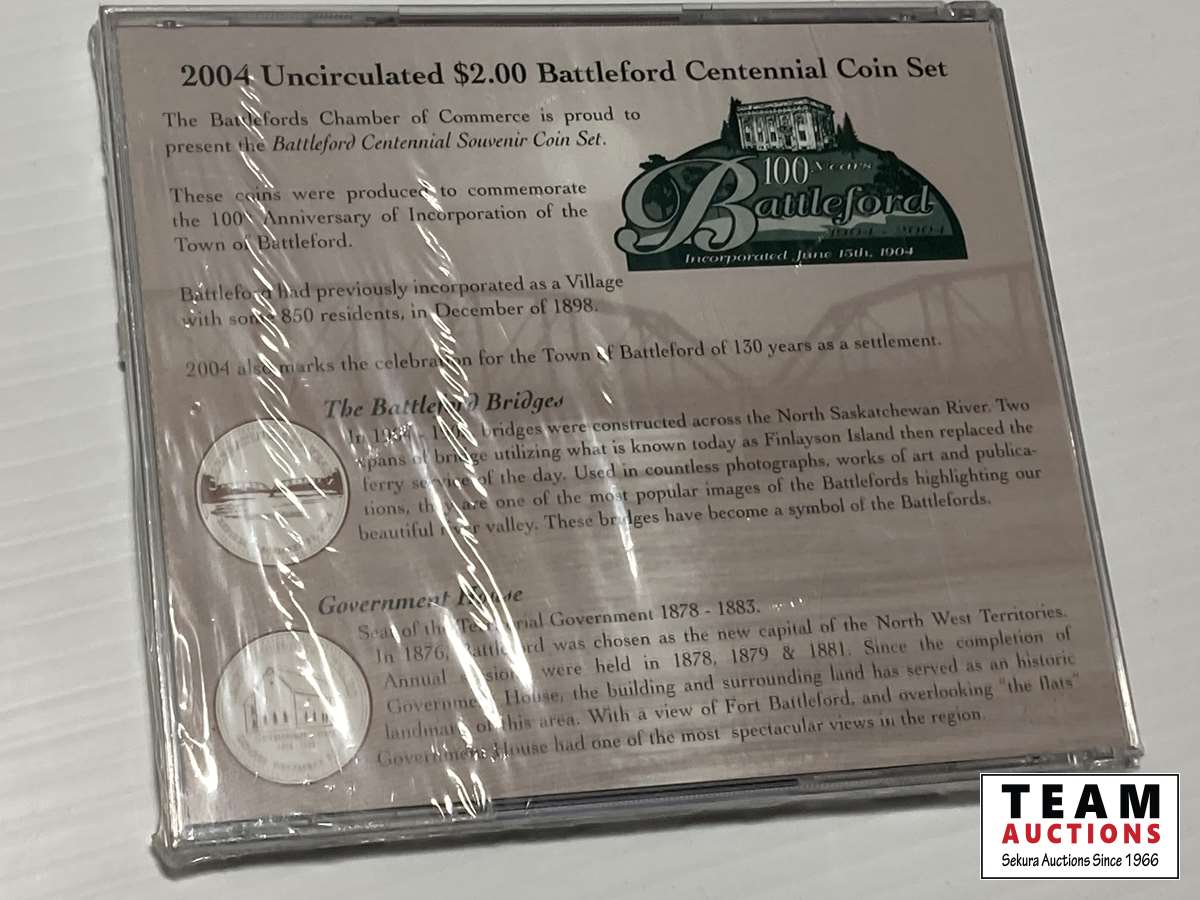 2004 Uncirculated $2.00 Battleford Centennial Coin Set
The Battlefords Chamber of Commerce is proud to
present the Battleford Centennial Souvenir Coin Set.
100 Years
Battleford
1904 - 2004
Incorporated June 15th, 1904
These coins were produced to commemorate
the 100th Anniversary of Incorporation of the
Town of Battleford.
Battleford had previously incorporated as a Village
with some 850 residents, in December of 1898.
2004 also marks the celebration for the Town of Battleford of 130 years as a settlement.
The Battleford Bridges
In bridges were constructed across the North Saskatchewan River. Two
spans of bridge utilizing what is known today as Finlayson Island then replaced the
ferry service of the day. Used in countless photographs, works of art and publica-
tions, they are one of the most popular images of the Battlefords highlighting our
beautiful river valley. These bridges have become a symbol of the Battlefords.
Government House
Seat of the Territorial Government 1878 - 1883.
In 1876, Battleford was chosen as the new capital of the North West Territories.
Annual sessions were held in 1878, 1879 & 1881. Since the completion of
Government House, the building and surrounding land has served as an historic
landmark of this area. With a view of Fort Battleford, and overlooking "the flats"
Government House had one of the most spectacular views in the region.
TEAM
AUCTIONS
Sekura Auctions Since 1966